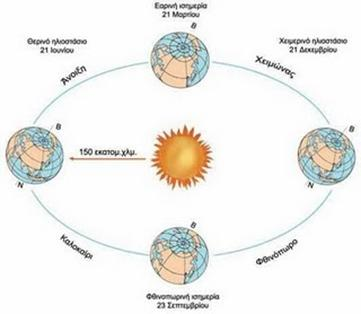 Εαρινή ισημερία
21 Μαρτίου
Θερινό ηλιοστάσιο
21 Ιουνίου
Χειμερινό ηλιοστάσιο
21 Δεκεμβρίου
Άνοιξη
Χειμώνας
Β
Β
Β
150 εκατομ.χλμ.
Ν
Ν
Καλοκαίρι
Φθινόπωρο
Β
Φθινοπωρινή ισημερία
23 Σεπτεμβρίου